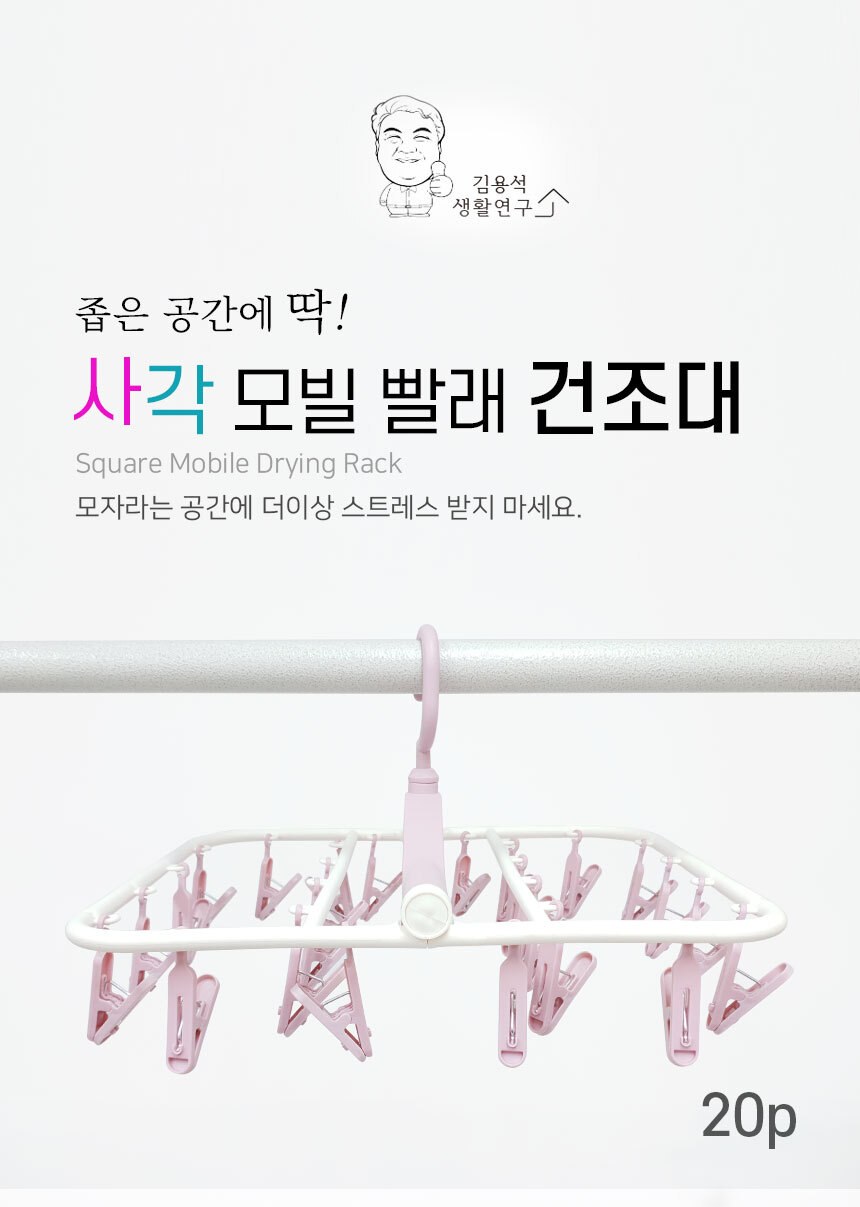 김용석
생활연구소
좁은 공간에 딱!
사각 모빌 빨래 건조대
Square Mobile Drying Rack
모자라는 공간에 더이상 스트레스 받지 마세요.
20p